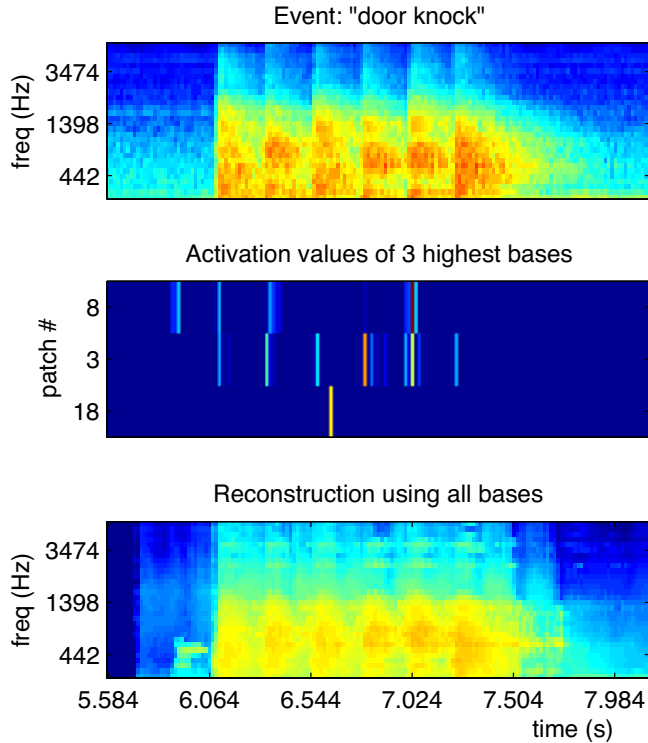 Event: "door knock"
freq (Hz)
3474
1398
442
Activation values of 3 highest bases
patch #
8
3
18
Reconstruction using all bases
freq (Hz)
3474
1398
442
5.584 6.064 6.544 7.024 7.504 7.984
time (s)